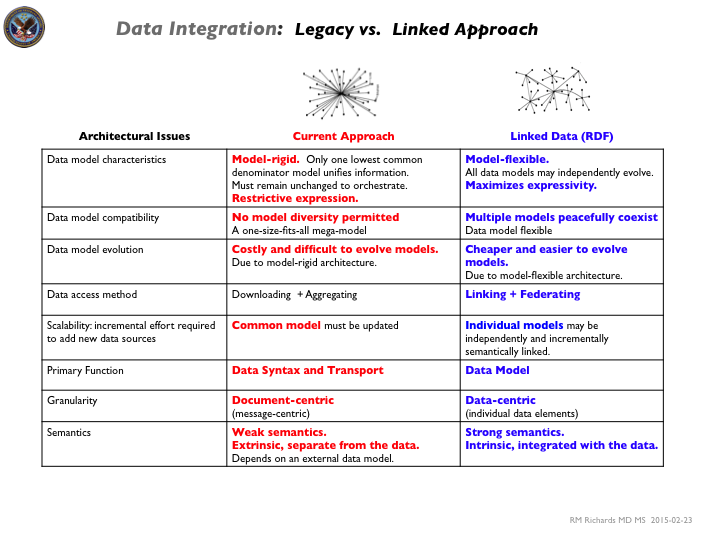 Data Integration: Legacy vs. Linked Approach
Architectural Issues
Current Approach
Linked Data (RDF)
Data model characteristics
Model-rigid. Only one lowest common
denominator model unifies information.
Must remain unchanged to orchestrate.
Restrictive expression.
Model-flexible.
All data models may independently evolve.
Maximizes expressivity.
Data model compatibility
No model diversity permitted
A one-size-fits-all mega-model
Multiple models peacefully coexist
Data model flexible
Data model evolution
Costly and difficult to evolve models.
Due to model-rigid architecture.
Cheaper and easier to evolve
models.
Due to model-flexible architecture.
Data access method
Downloading + Aggregating
Linking + Federating
Scalability: incremental effort required
to add new data sources
Common model must be updated
Individual models may be
independently and incrementally
semantically linked.
Primary Function
Data Syntax and Transport
Data Model
Granularity
Document-centric
(message-centric)
Data-centric
(individual data elements)
Semantics
Weak semantics.
Extrinsic, separate from the data.
Depends on an external data model.
Strong semantics.
Intrinsic, integrated with the data.
RM Richards MD MS 2015-02-23